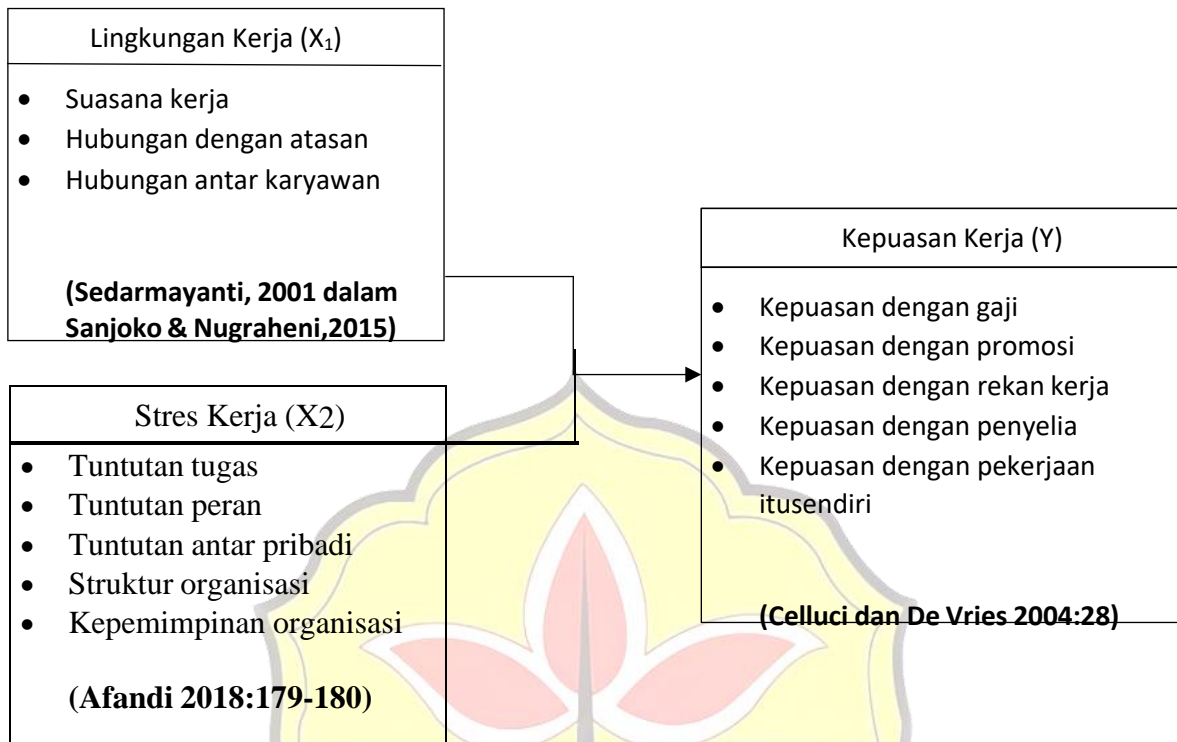 Lingkungan Kerja (X₁)
• Suasana kerja
• Hubungan dengan atasan
• Hubungan antar karyawan
(Sedarmayanti, 2001 dalam
Sanjoko & Nugraheni,2015)
Stres Kerja (X2)
• Tuntutan tugas
• Tuntutan peran
• Tuntutan antar pribadi
• Struktur organisasi
• Kepemimpinan organisasi
(Afandi 2018:179-180)
Kepuasan Kerja (Y)
• Kepuasan dengan gaji
• Kepuasan dengan promosi
• Kepuasan dengan rekan kerja
• Kepuasan dengan penyelia
• Kepuasan dengan pekerjaan
itusendiri
(Celluci dan De Vries 2004:28)